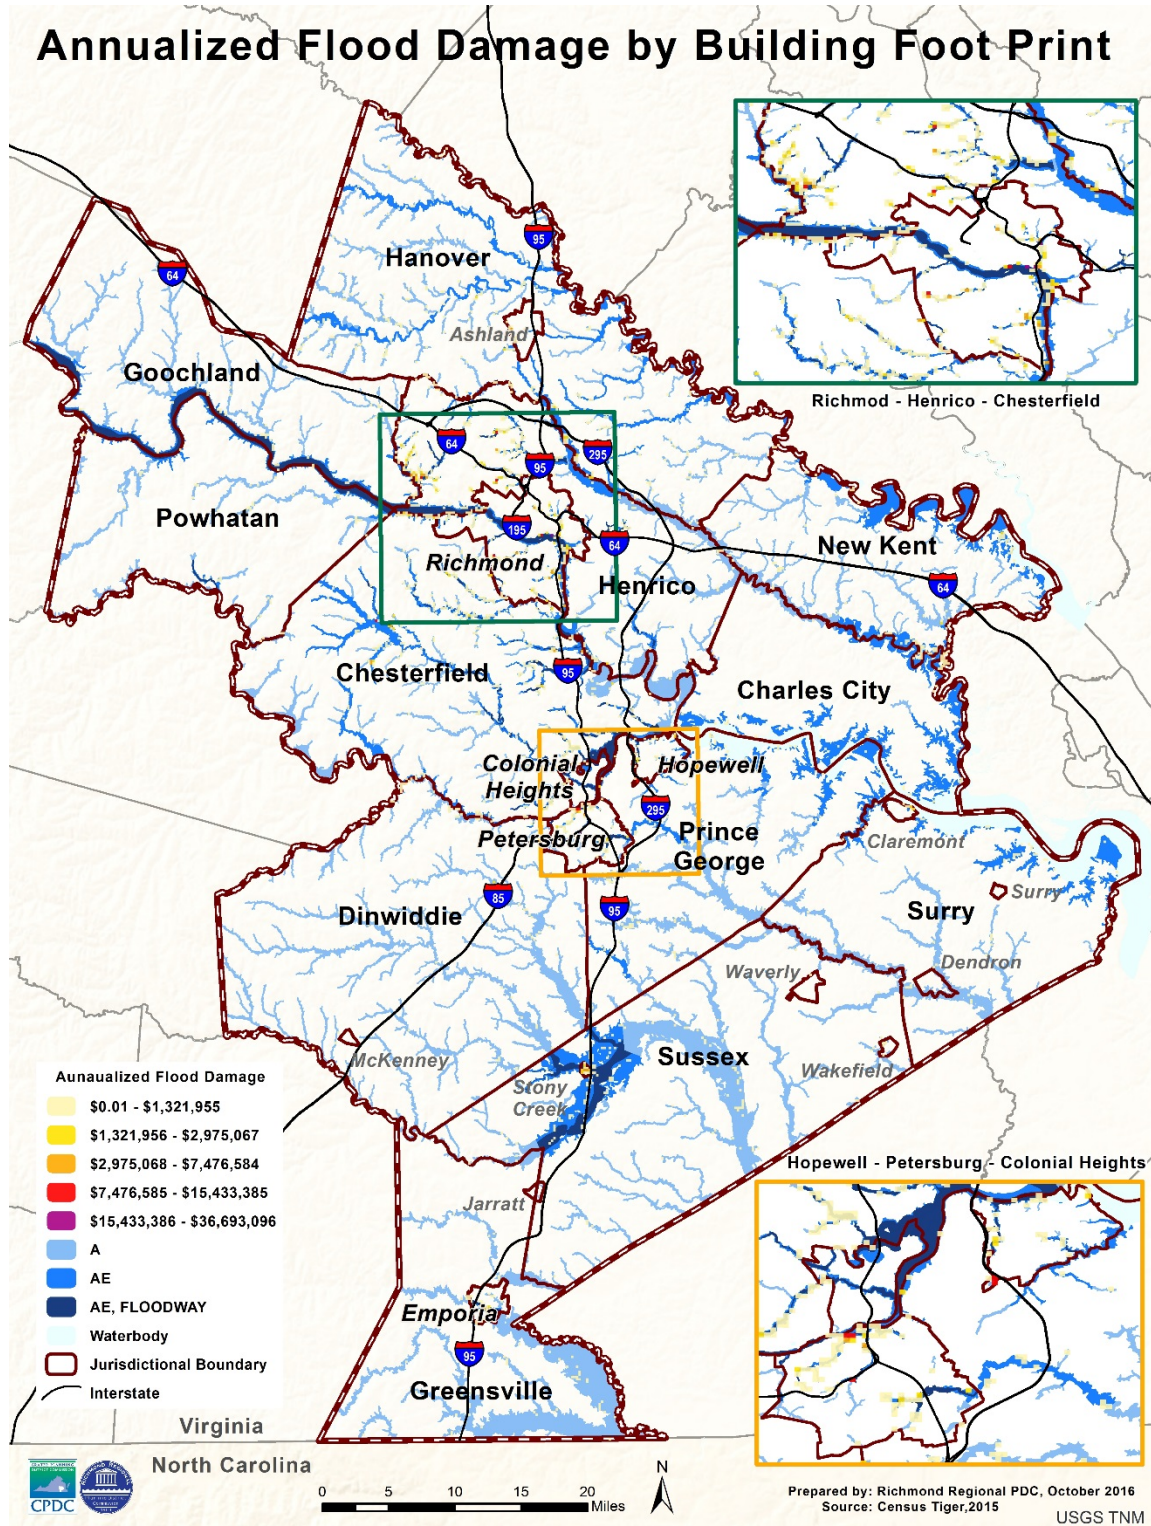 Annualized Flood Damage by Building Foot Print
95
Hanover
64
Ashland
Richmod - Henrico - Chesterfield
Goochland
64
295
95
Powhatan
195
64
New Kent
Richmond
Henrico
64
Chesterfield
95
Charles City
Colonial
Heights
Hopewell
295
Petersburg
Prince
George
Claremont
85
Surry
95
Dinwiddie
Surry
Waverly
Dendron
McKenney
Sussex
Wakefield
Stony
Creek
Aunaualized Flood Damage
$0.01 - $1,321,955
$1,321,956 - $2,975,067
$2,975,068 - $7,476,584
$7,476,585 - $15,433,385
$15,433,386 - $36,693,096
A
AE
AE, FLOODWAY
Waterbody
Jurisdictional Boundary
Interstate
Hopewell - Petersburg - Colonial Heights
Jarratt
Emporia
95
Greensville
Virginia
North Carolina
CPDC
0 5 10 15 20
Miles
N
Prepared by: Richmond Regional PDC, October 2016
Source: Census Tiger,2015
USGS TNM